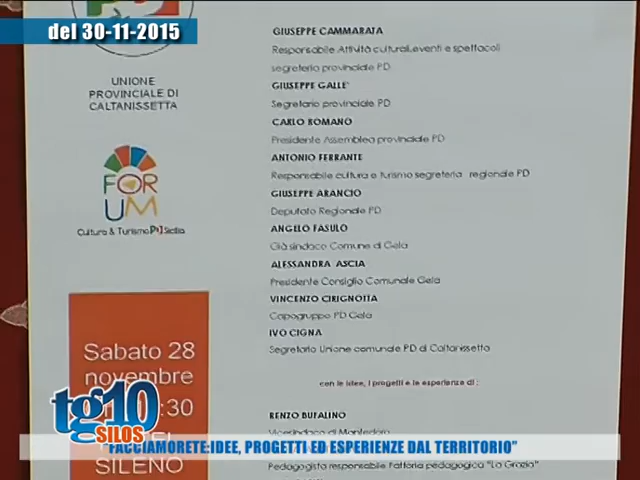 del 30-11-2015
UNIONE
PROVINCIALE DI
CALTANISSETTA
FORUM
Cultura & Turismo PD Sicilia
Sabato 28
novembre
:30
SILENO
GIUSEPPE CAMMARATA
Responsabile Attività culturali,eventi e spettacoli
segreteria provinciale PD
GIUSEPPE GALLE'
Segretario provinciale PD
CARLO ROMANO
Presidente Assemblea provinciale PD
ANTONIO FERRANTE
Responsabile cultura e turismo segreteria regionale PD
GIUSEPPE ARANCIO
Deputato Regionale PD
ANGELO FASULO
Già sindaco Comune di Gela
ALESSANDRA ASCIA
Presidente Consiglio Comunale Gela
VINCENZO CIRIGNOTTA
Capogruppo PD Gela
IVO CIGNA
Segretario Unione comunale PD di Caltanissetta
con le idee, i progetti e le esperienze di :
RENZO BUFALINO
Vicesindaco di Montedoro
Pedagogista responsabile Fattoria pedagogica "La Grazia"
tg10
SILOS
"FACCIAMORETE:IDEE, PROGETTI ED ESPERIENZE DAL TERRITORIO"